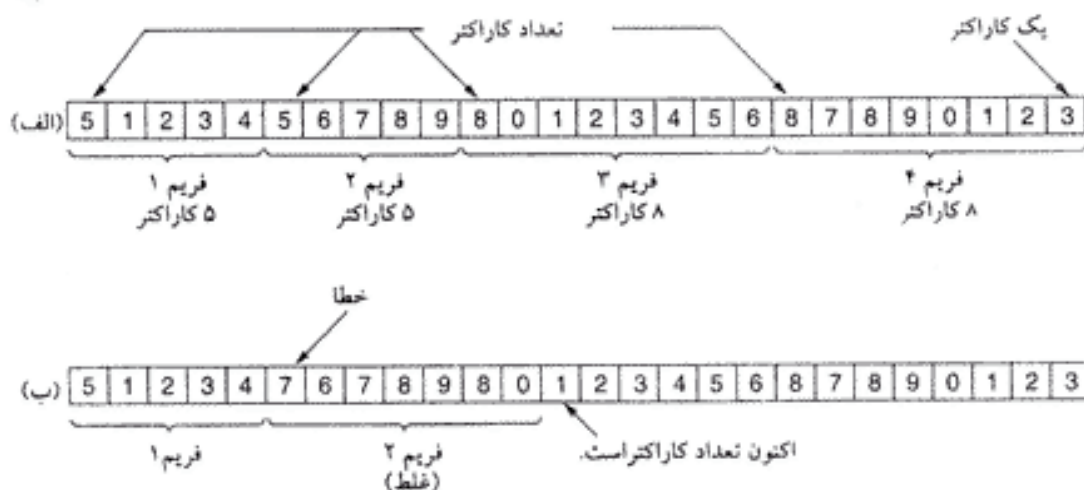 تعداد کاراکتر
یک کاراکتر
(الف) 5 1 2 3 4 5 6 7 8 9 8 0 1 2 3 4 5 6 8 7 8 9 0 1 2 3
فریم ۱
۵ کاراکتر
فریم ۲
۵ کاراکتر
فریم ۳
۸ کاراکتر
فریم ۴
۸ کاراکتر
خطا
(ب) 5 1 2 3 4 7 6 7 8 9 8 0 1 2 3 4 5 6 8 7 8 9 0 1 2 3
فریم ۱
فریم ۲
(غلط)
اکنون تعداد کاراکتراست.